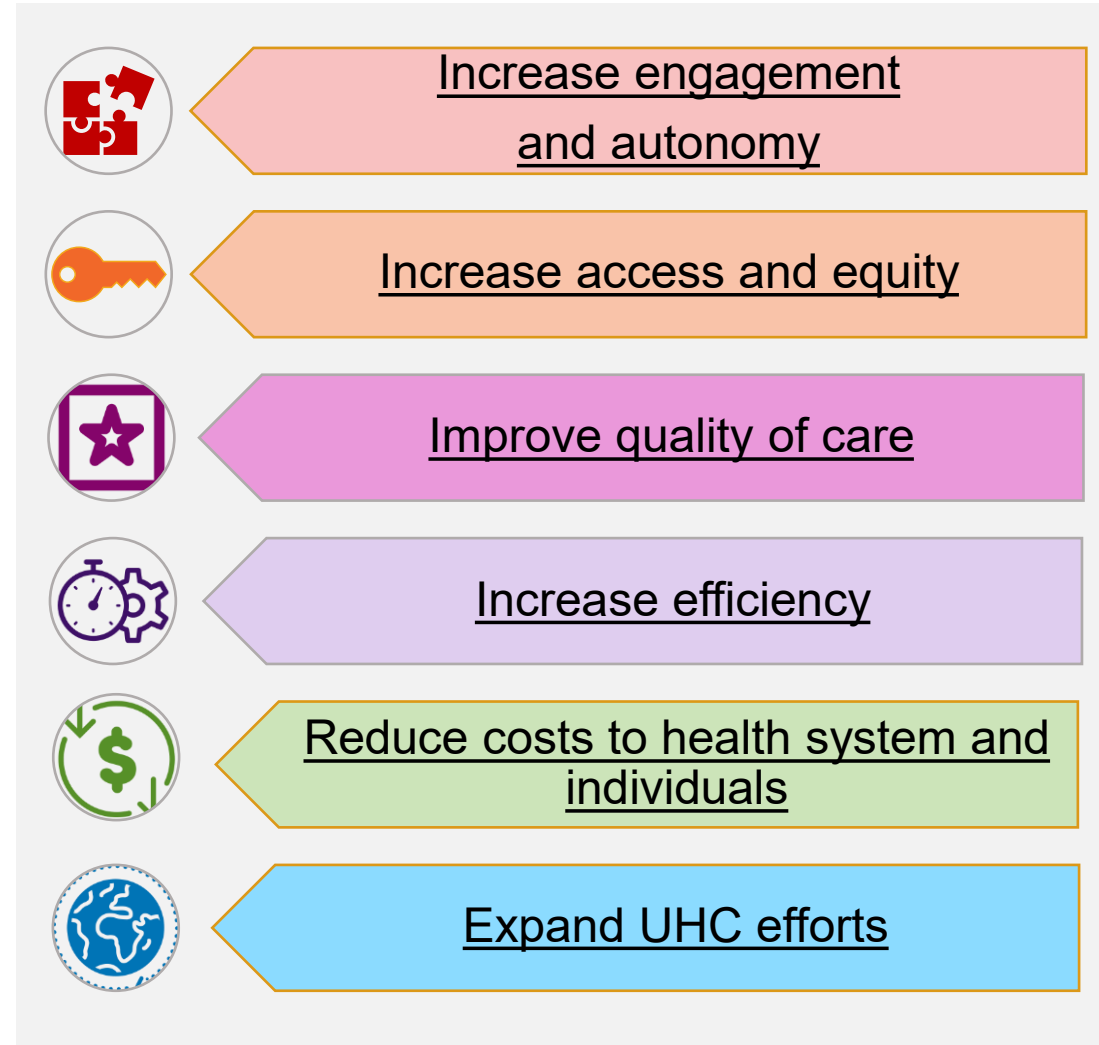 Increase engagement
and autonomy
Increase access and equity
Improve quality of care
Increase efficiency
Reduce costs to health system and
individuals
Expand UHC efforts